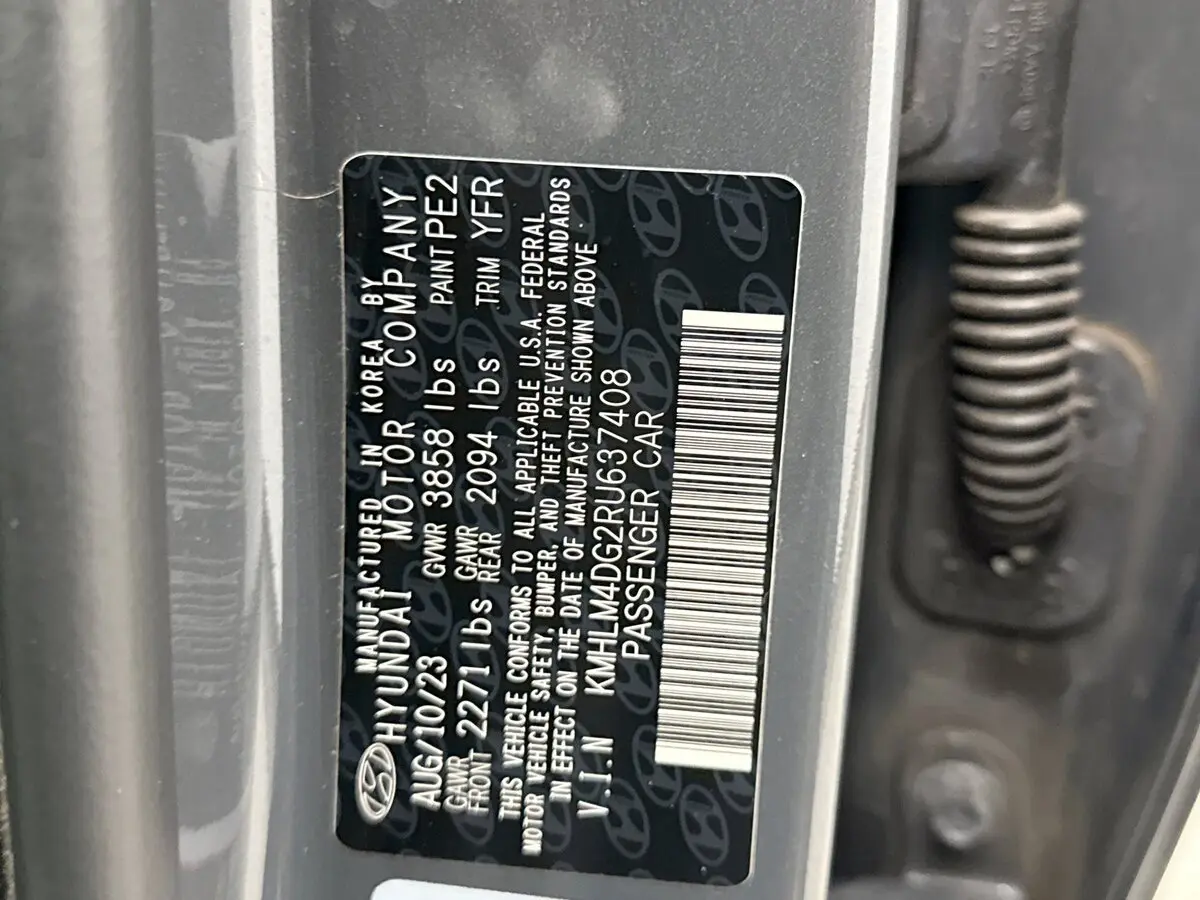 MANUFACTURED IN KOREA BY
HYUNDAI MOTOR COMPANY
AUG/10/23 GVWR 3858 lbs PAINT PE2
GAWR FRONT 2271 lbs GAWR REAR 2094 lbs TRIM YFR
THIS VEHICLE CONFORMS TO ALL APPLICABLE U.S.A. FEDERAL
MOTOR VEHICLE SAFETY, BUMPER, AND THEFT PREVENTION STANDARDS
IN EFFECT ON THE DATE OF MANUFACTURE SHOWN ABOVE.
V.I.N KMHLM4DG2RU637408
PASSENGER CAR